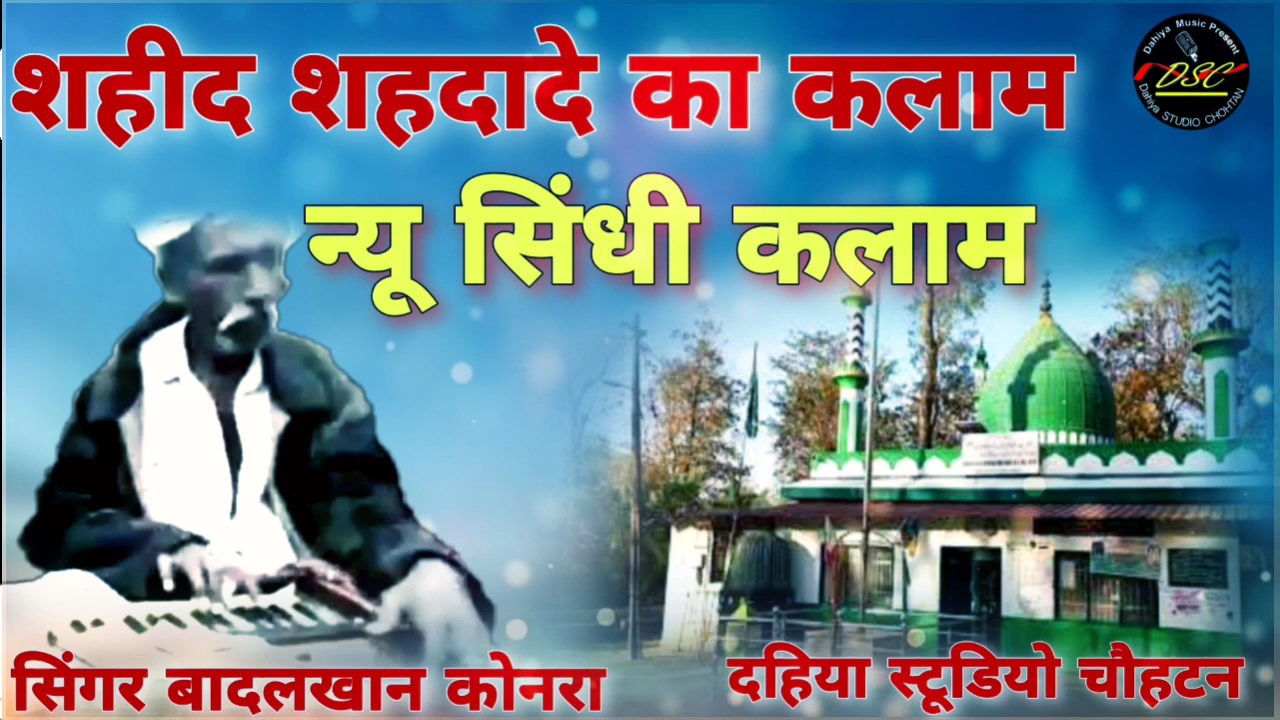 शहीद शहदादे का कलाम
Dahiya Music Present
DSC
Dahiya STUDIO CHOHTAN
न्यू सिंधी कलाम
सिंगर बादलखान कोनरा
दहिया स्टूडियो चौहटन